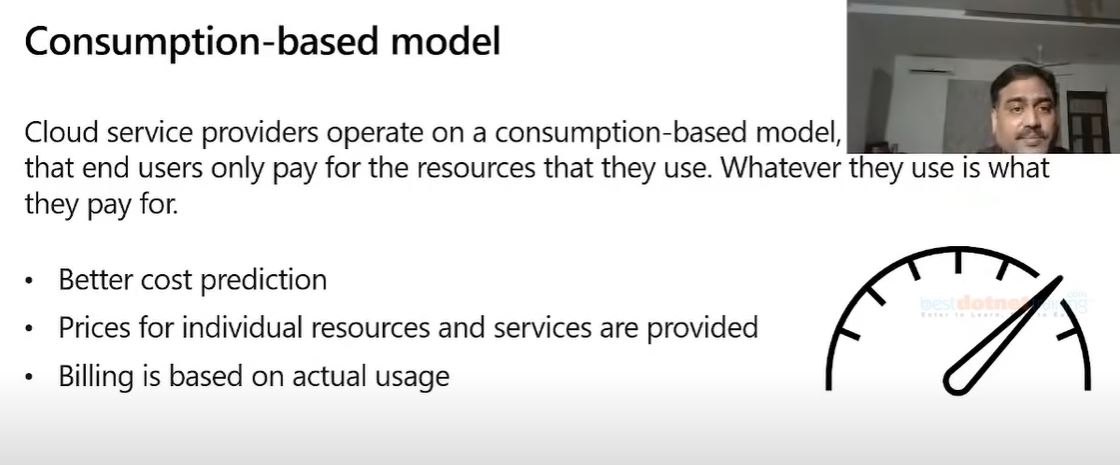 Consumption-based model
Cloud service providers operate on a consumption-based model,
that end users only pay for the resources that they use. Whatever they use is what
they pay for.
• Better cost prediction
• Prices for individual resources and services are provided
• Billing is based on actual usage
bestdotnet